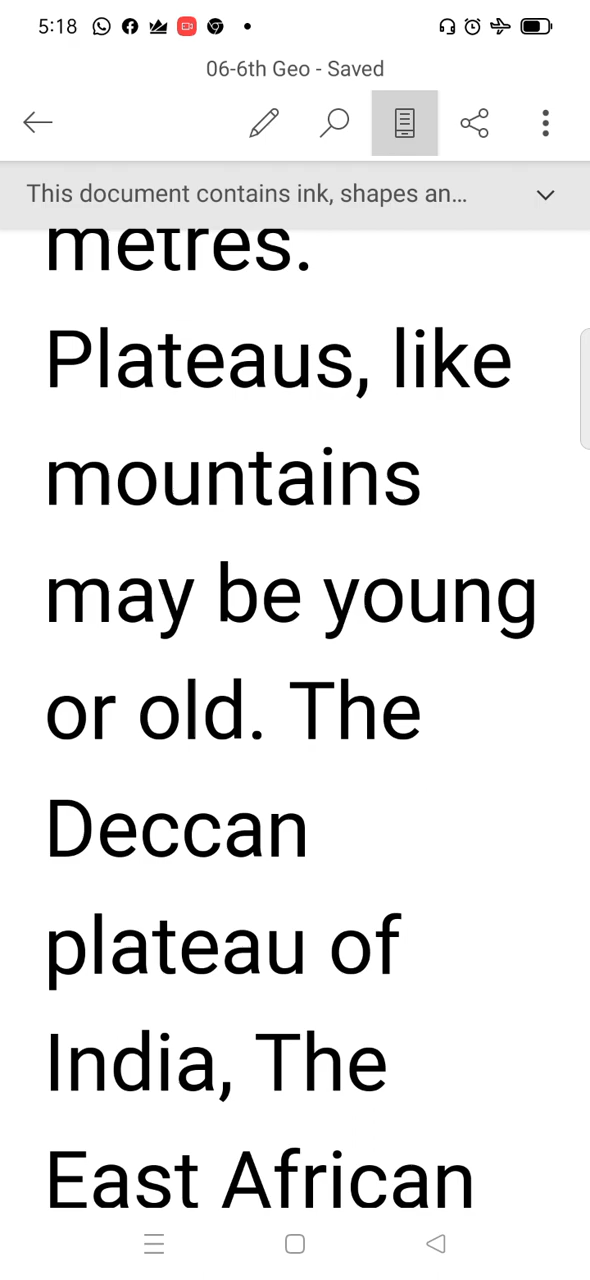 5:18
06-6th Geo - Saved
This document contains ink, shapes an...
metres.
Plateaus, like
mountains
may be young
or old. The
Deccan
plateau of
India, The
East African